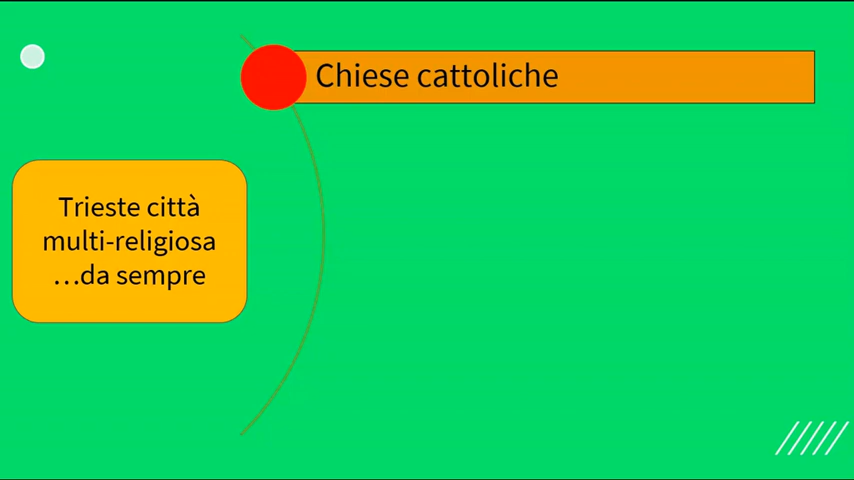 Chiese cattoliche
Trieste città
multi-religiosa
...da sempre